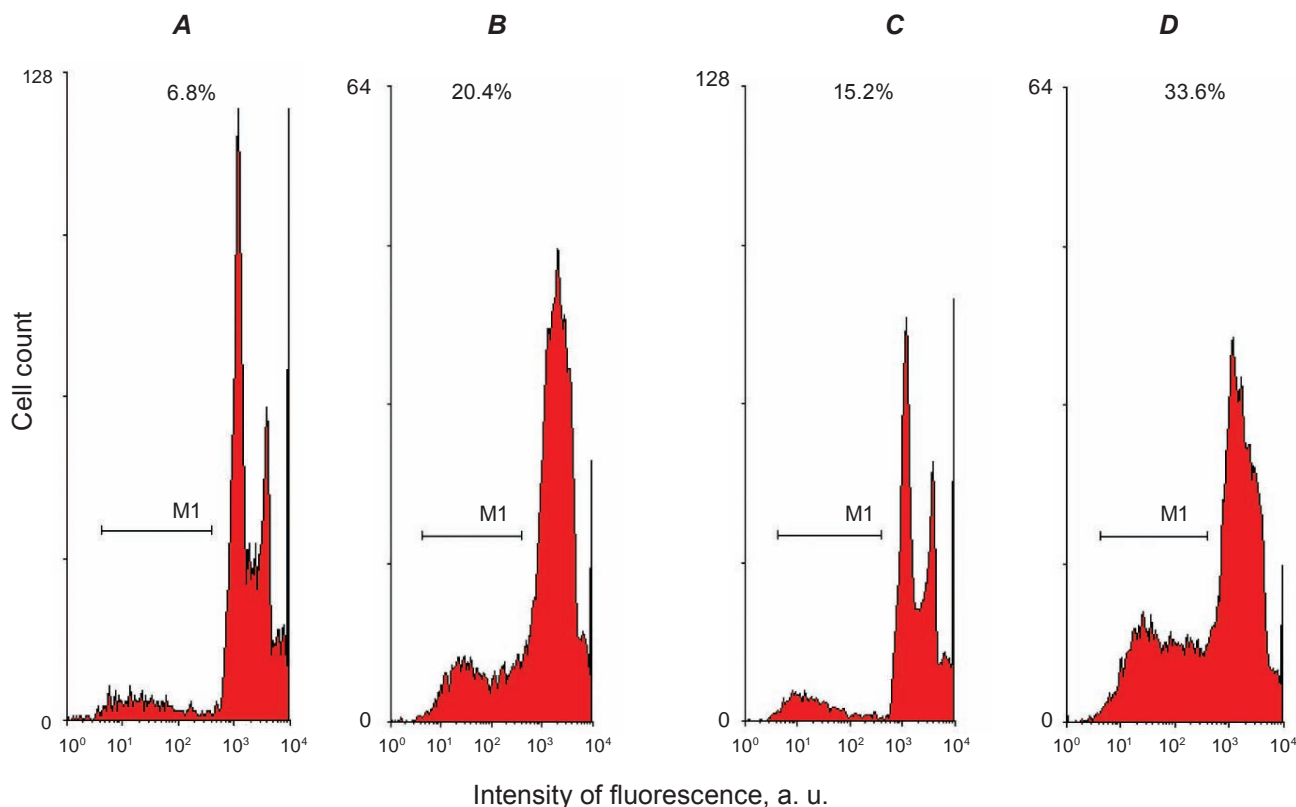 A B C D
128 64 128 64
6.8% 20.4% 15.2% 33.6%
Cell count
M1 M1 M1 M1
0 0 0 0
10⁰ 10¹ 10² 10³ 10⁴ 10⁰ 10¹ 10² 10³ 10⁴ 10⁰ 10¹ 10² 10³ 10⁴ 10⁰ 10¹ 10² 10³ 10⁴
Intensity of fluorescence, a. u.